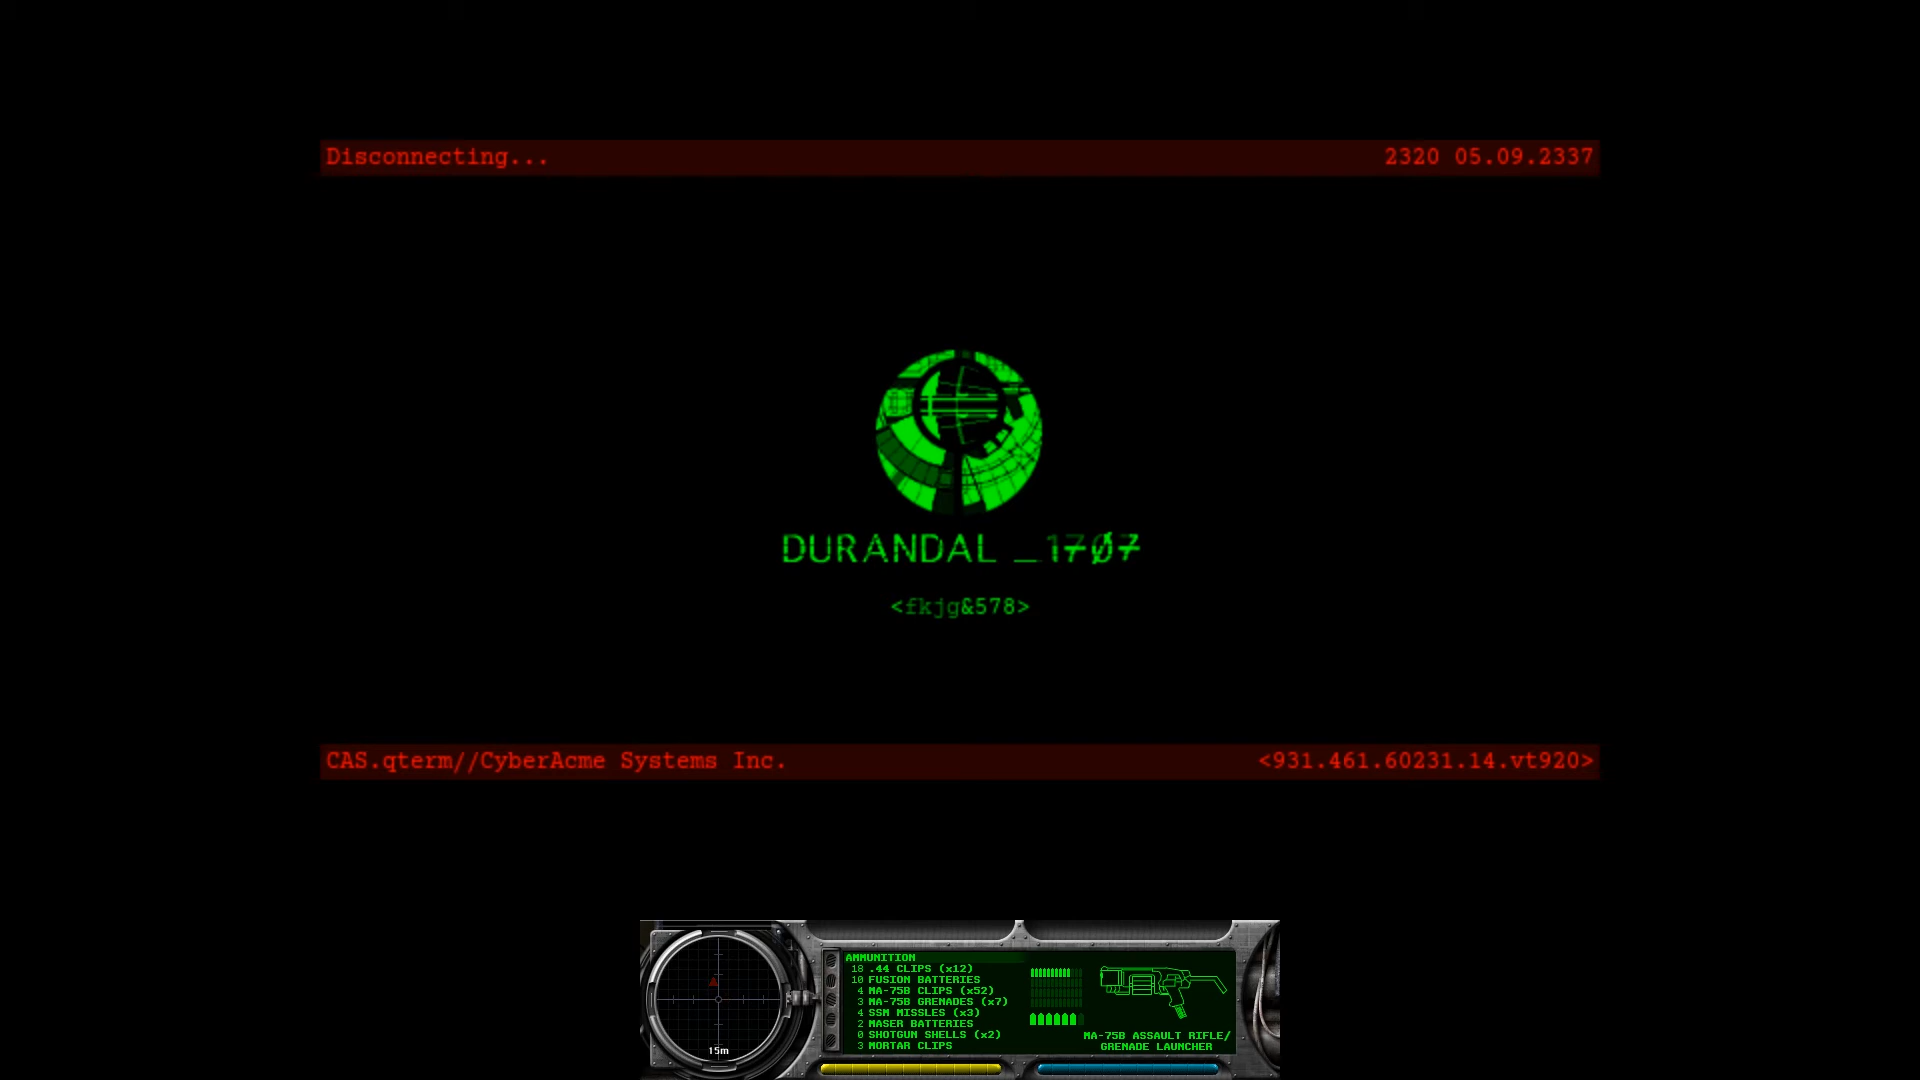 Disconnecting... 2320 05.09.2337
DURANDAL _17Ø7
<fkjg&578>
CAS.qterm//CyberAcme Systems Inc. <931.461.60231.14.vt920>
AMMUNITION
18 .44 CLIPS (x12)
10 FUSION BATTERIES
4 MA-75B CLIPS (x52)
3 MA-75B GRENADES (x7)
4 SSM MISSLES (x3)
2 MASER BATTERIES
0 SHOTGUN SHELLS (x2)
3 MORTAR CLIPS
MA-75B ASSAULT RIFLE/
GRENADE LAUNCHER
15m